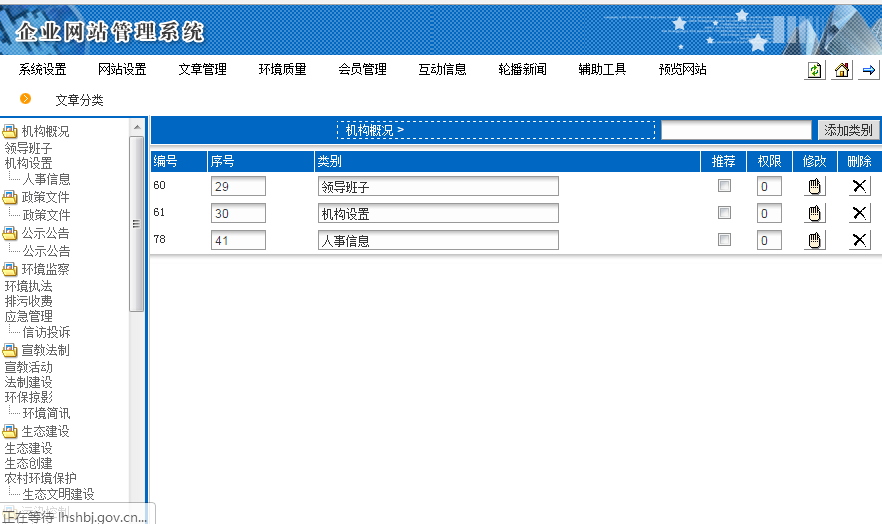 企业网站管理系统
系统设置 网站设置 文章管理 环境质量 会员管理 互动信息 轮播新闻 辅助工具 预览网站
文章分类
机构概况
领导班子
机构设置
人事信息
政策文件
政策文件
公示公告
公示公告
环境监察
环境执法
排污收费
应急管理
信访投诉
宣教法制
宣教活动
法制建设
环保掠影
环境简讯
生态建设
生态建设
生态创建
农村环境保护
生态文明建设
正在等待 lhshbj.gov.cn...
机构概况 > 添加类别
编号 序号 类别 推荐 权限 修改 删除
60 29 领导班子 0
61 30 机构设置 0
78 41 人事信息 0